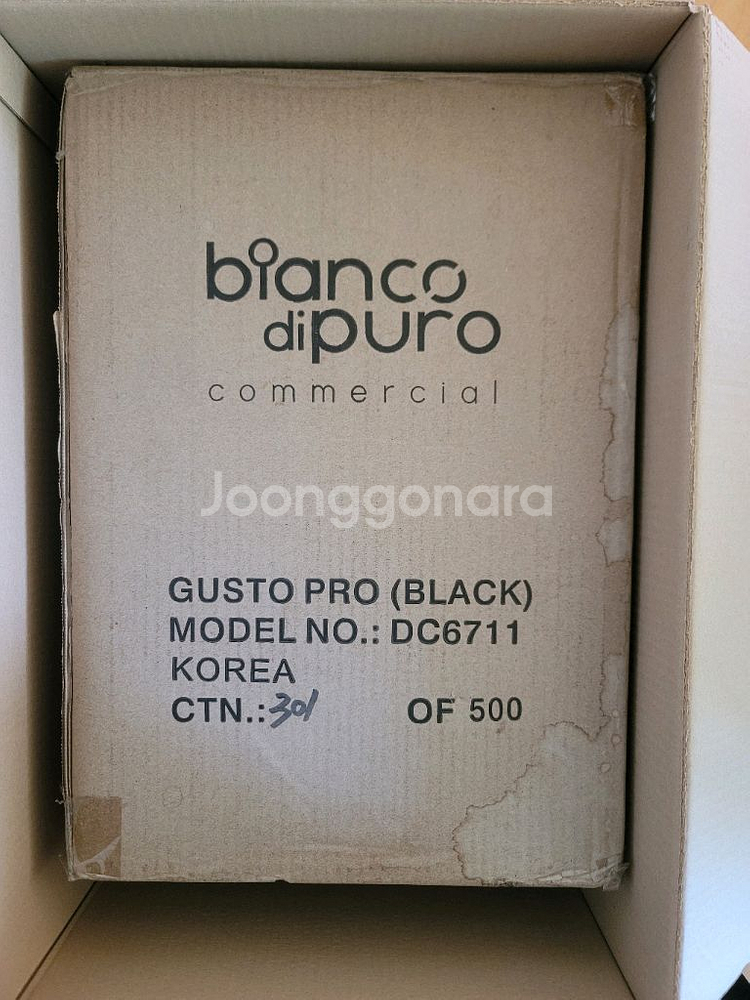 bianco
dipuro
commercial
Joonggonara
GUSTO PRO (BLACK)
MODEL NO.: DC6711
KOREA
CTN.: 301 OF 500